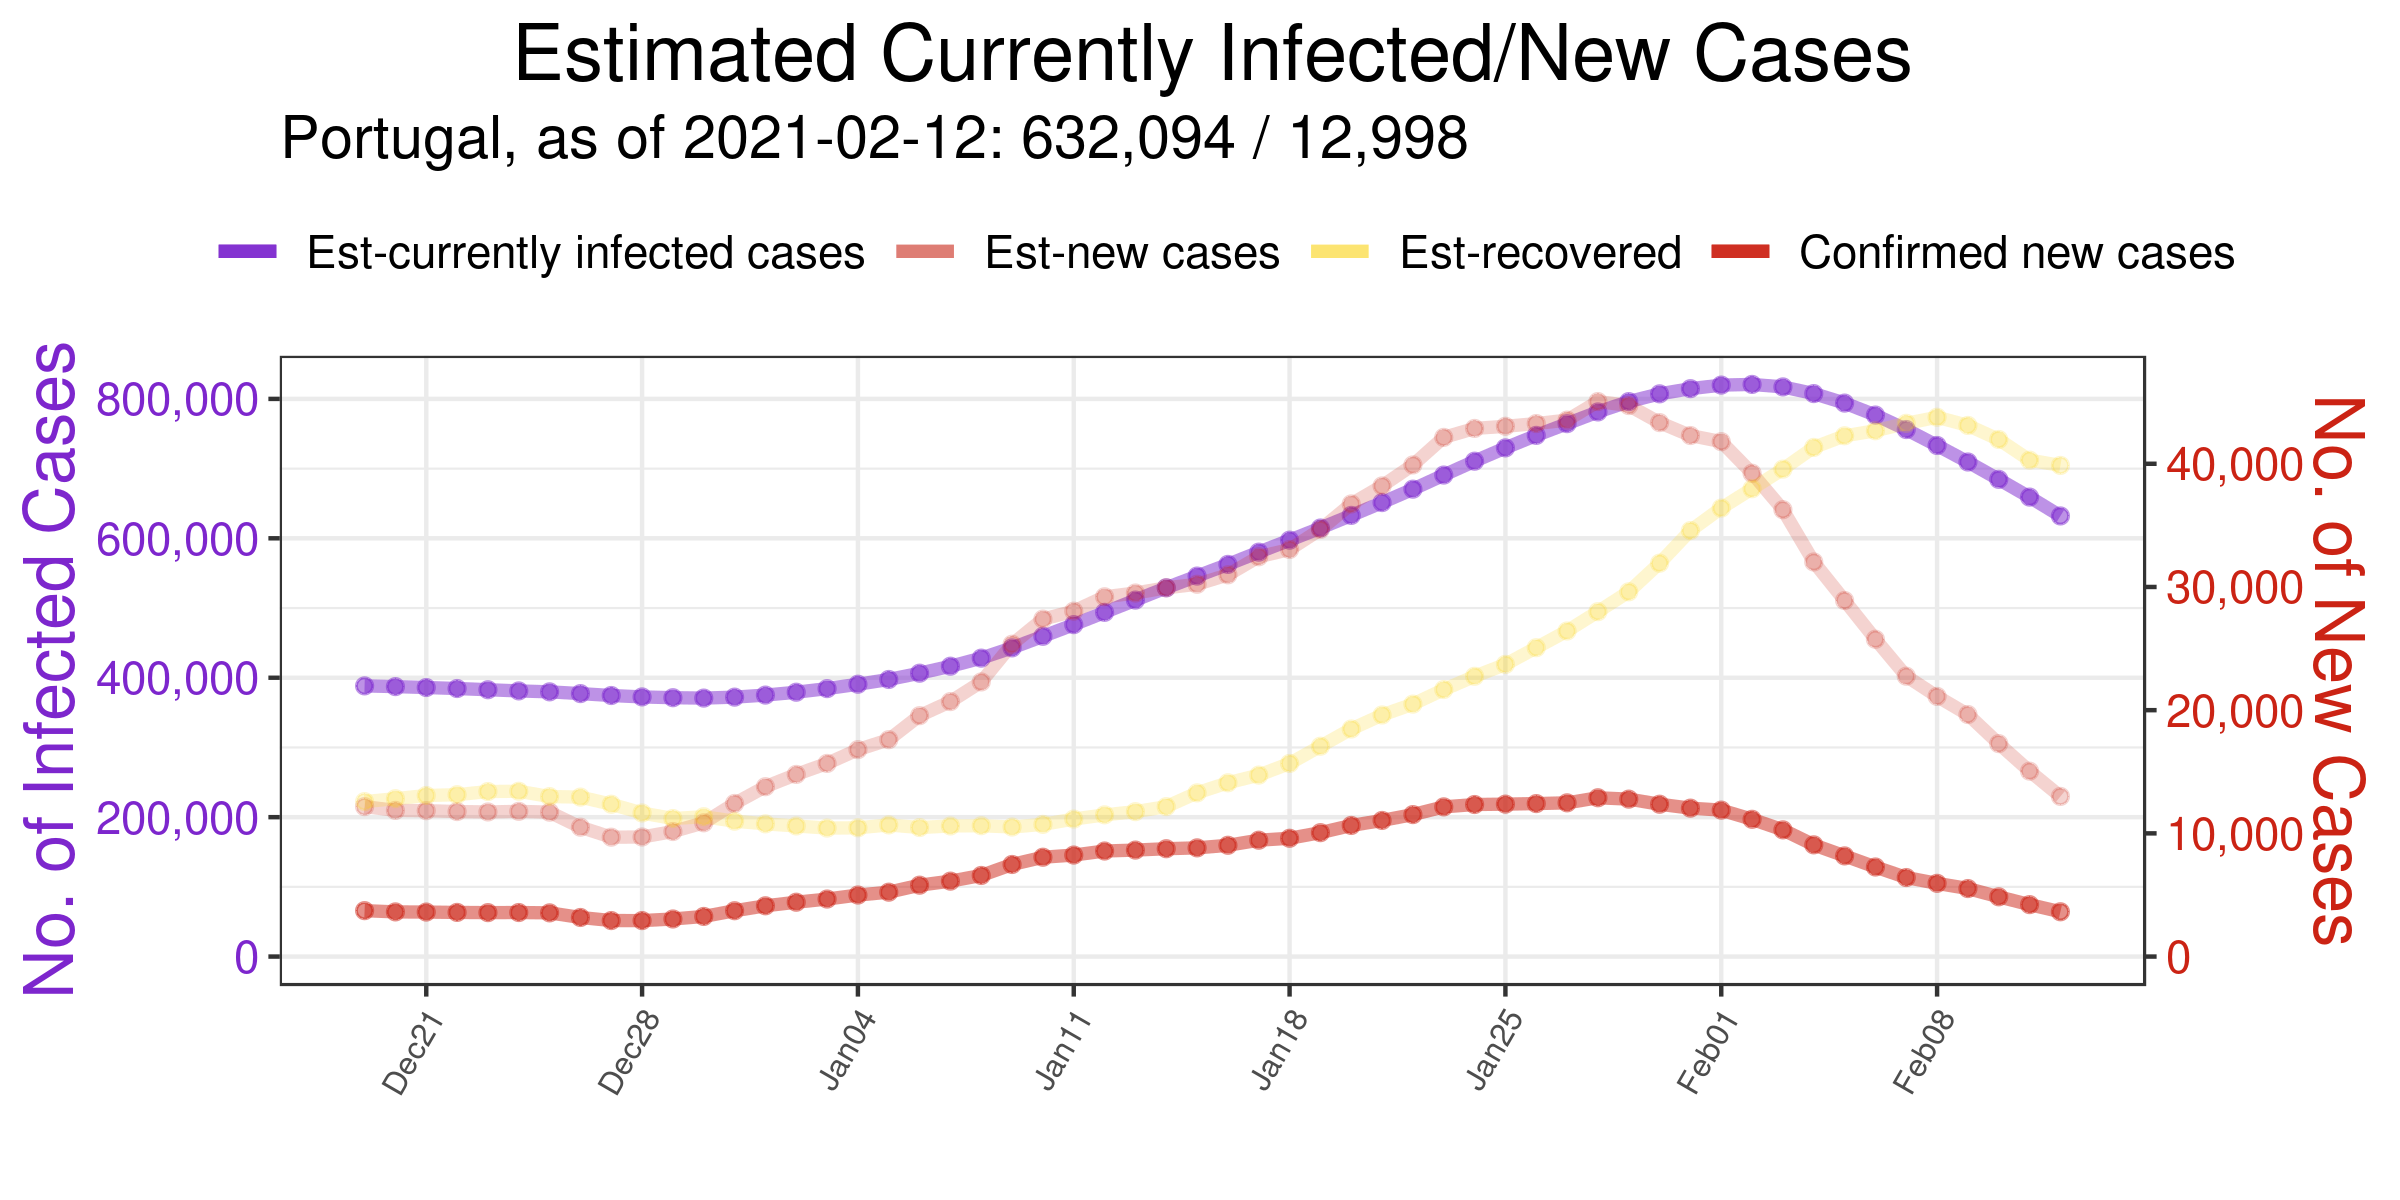 Estimated Currently Infected/New Cases
Portugal, as of 2021-02-12: 632,094 / 12,998
Est-currently infected cases Est-new cases Est-recovered Confirmed new cases
No. of Infected Cases
800,000
600,000
400,000
200,000
0
40,000
30,000
20,000
10,000
0
No. of New Cases
Dec21 Dec28 Jan04 Jan11 Jan18 Jan25 Feb01 Feb08